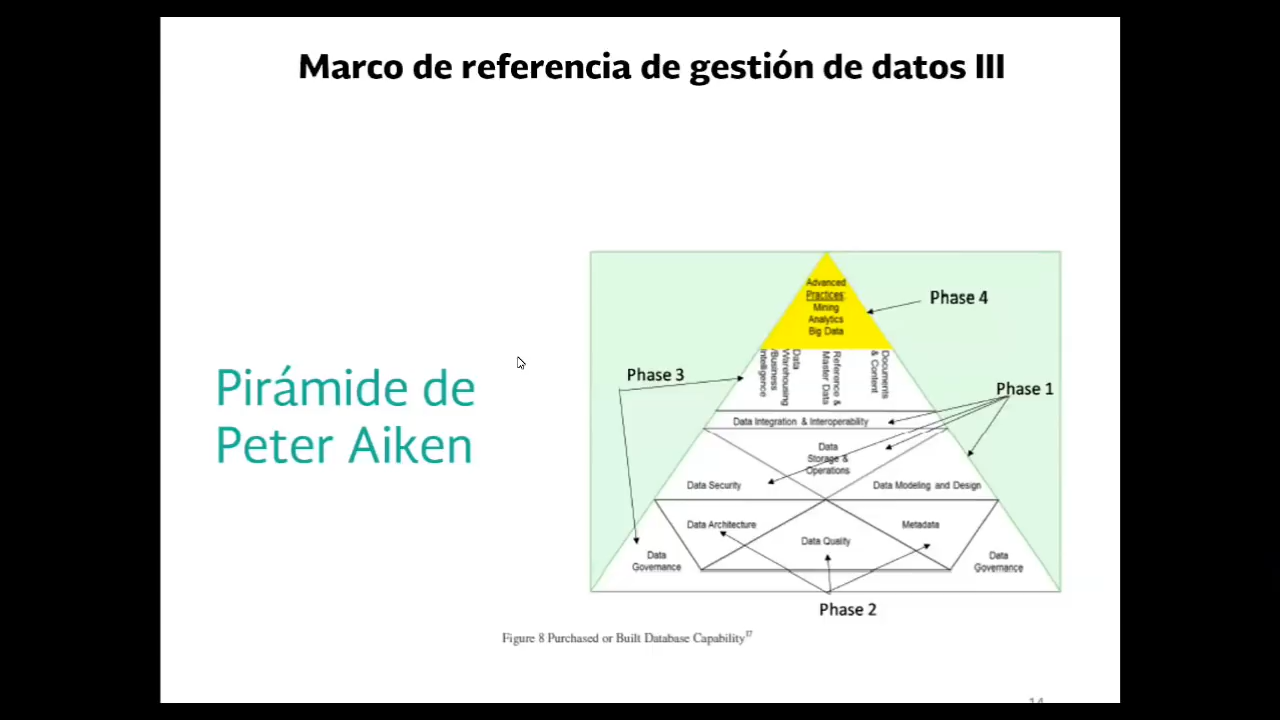 Marco de referencia de gestión de datos III
Pirámide de
Peter Aiken
Advanced
Practices:
Mining
Analytics
Big Data
Phase 4
Phase 3
Data
Warehousing
/Business
Intelligence
Reference &
Master Data
Documents
& Content
Phase 1
Data Integration & Interoperability
Data
Storage &
Operations
Data Security
Data Modeling and Design
Data Architecture
Metadata
Data Quality
Data
Governance
Data
Governance
Phase 2
Figure 8 Purchased or Built Database Capability17
14